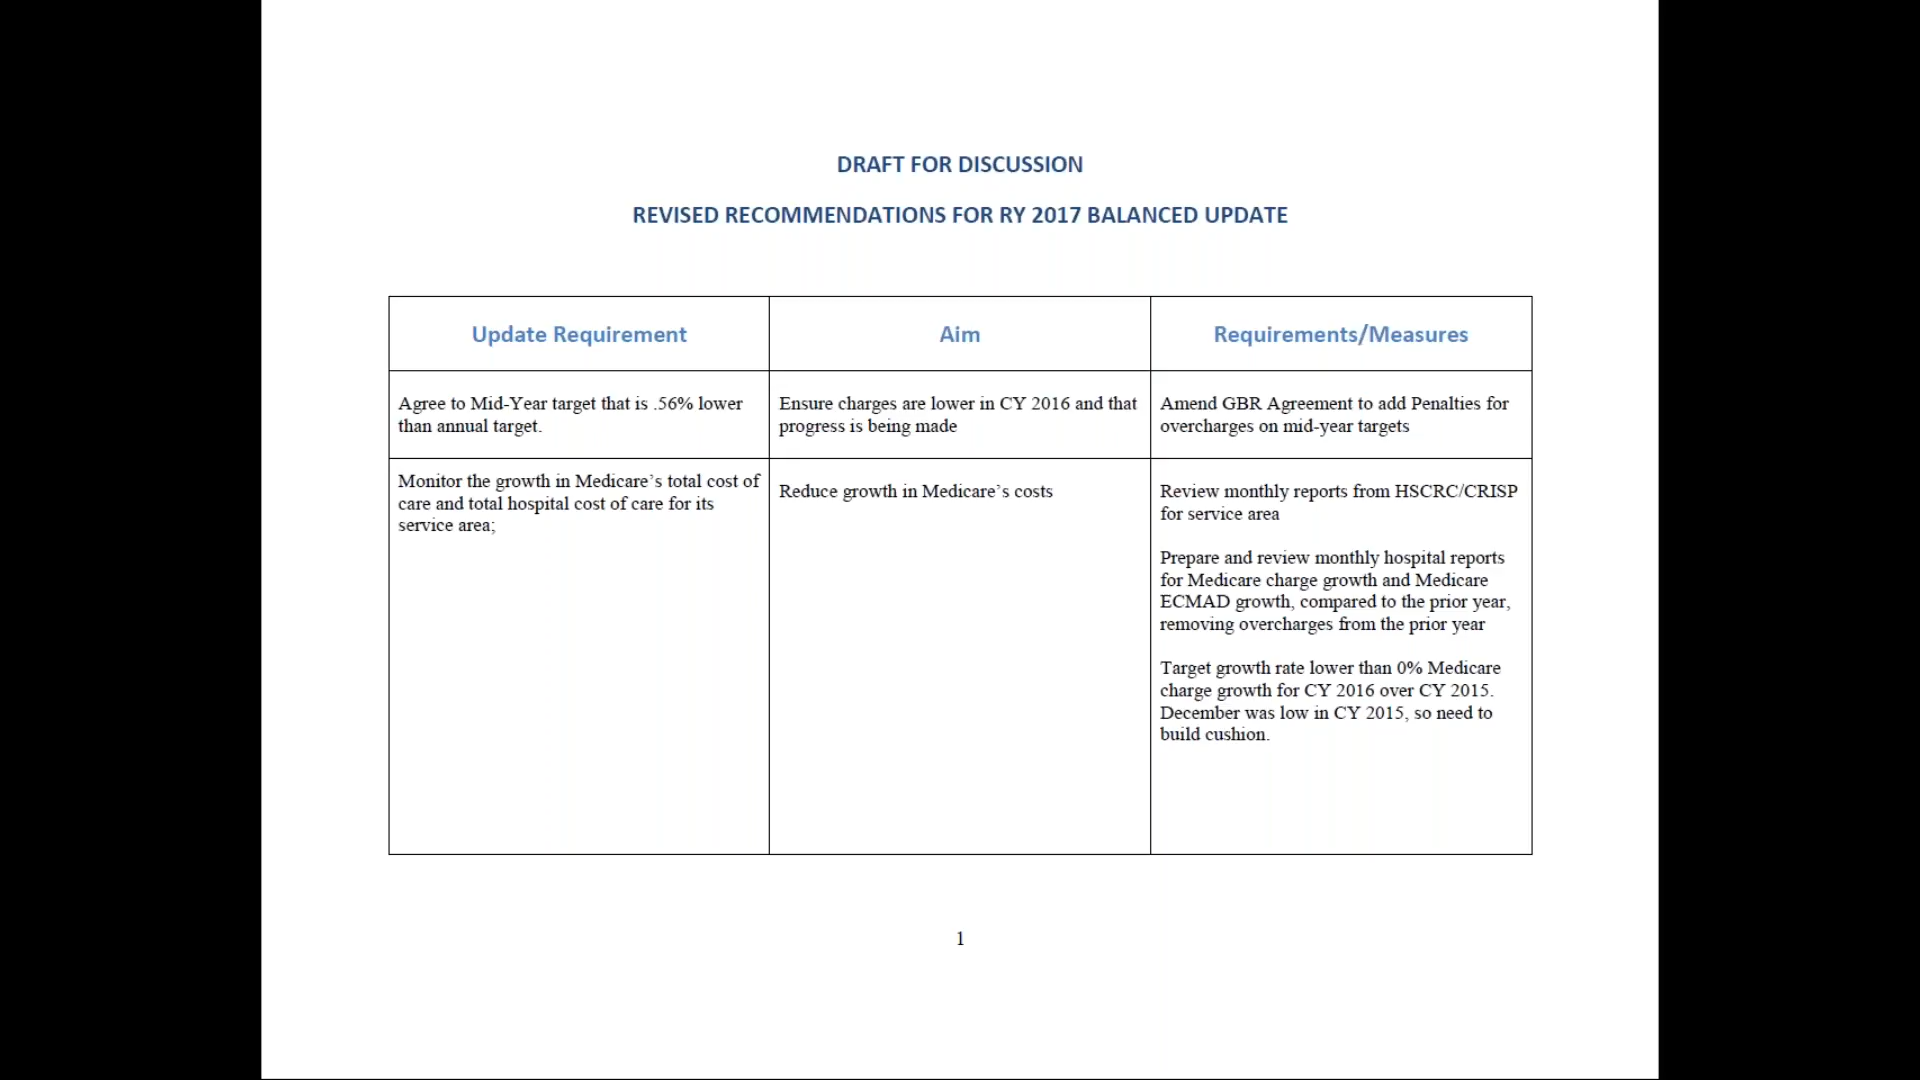 DRAFT FOR DISCUSSION
REVISED RECOMMENDATIONS FOR RY 2017 BALANCED UPDATE
Update Requirement
Aim
Requirements/Measures
Agree to Mid-Year target that is .56% lower
than annual target.
Ensure charges are lower in CY 2016 and that
progress is being made
Amend GBR Agreement to add Penalties for
overcharges on mid-year targets
Monitor the growth in Medicare’s total cost of
care and total hospital cost of care for its
service area;
Reduce growth in Medicare’s costs
Review monthly reports from HSCRC/CRISP
for service area
Prepare and review monthly hospital reports
for Medicare charge growth and Medicare
ECMAD growth, compared to the prior year,
removing overcharges from the prior year
Target growth rate lower than 0% Medicare
charge growth for CY 2016 over CY 2015.
December was low in CY 2015, so need to
build cushion.
1